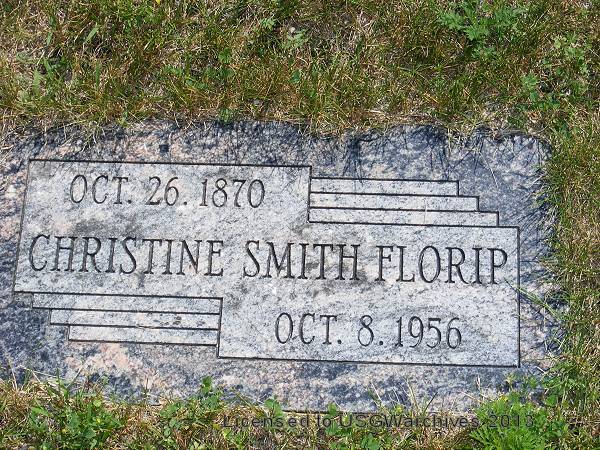 OCT. 26. 1870
CHRISTINE SMITH FLORIP
OCT. 8. 1956
Licensed to USGWarchives 2013